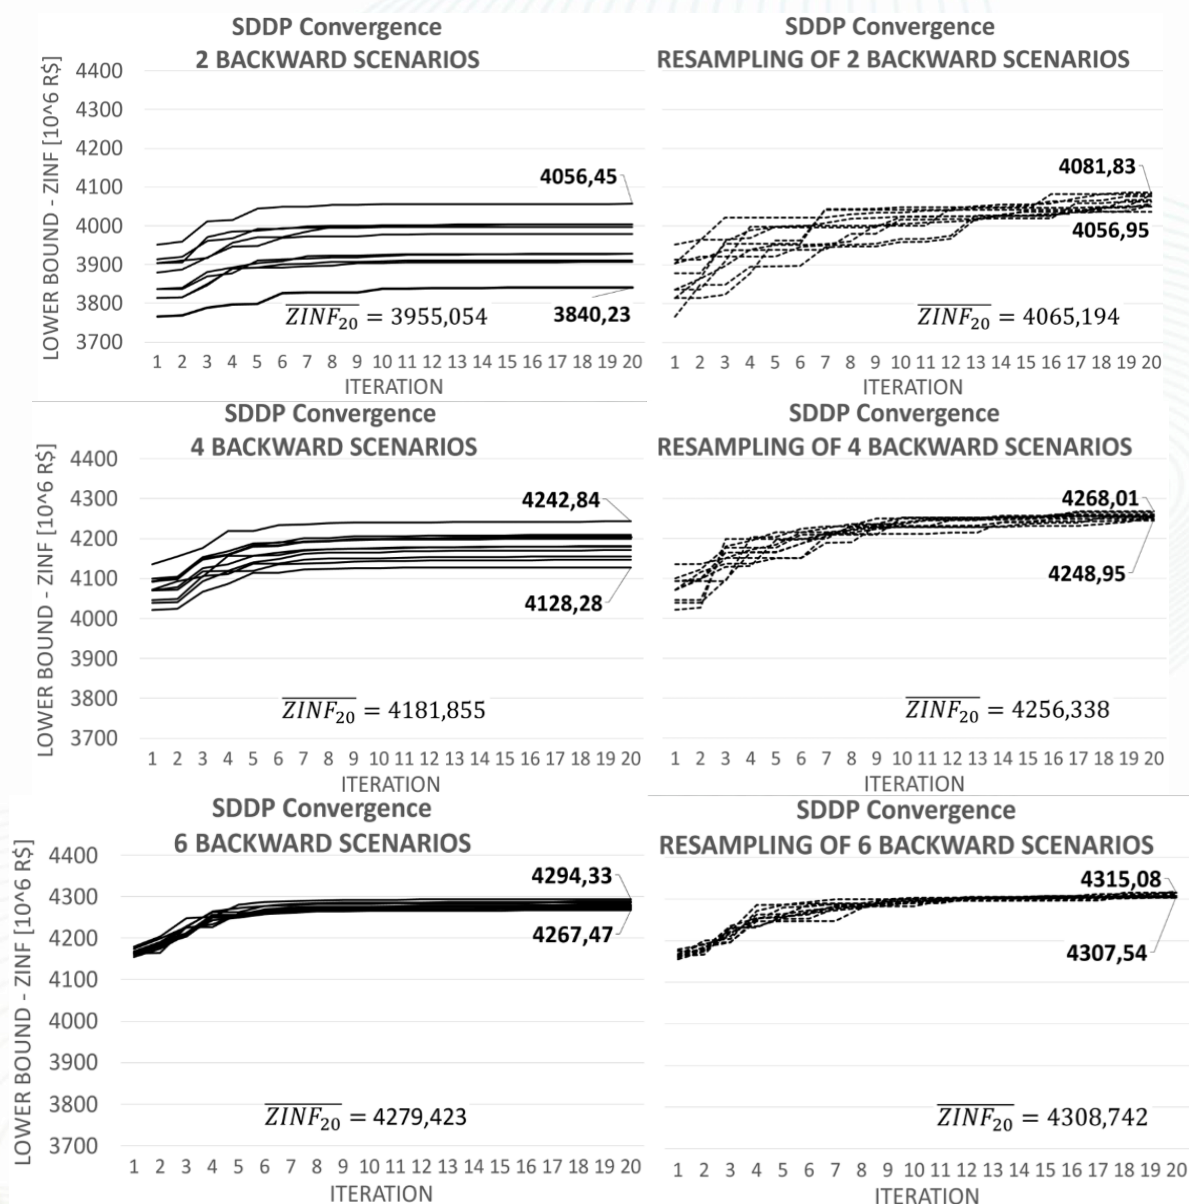 SDDP Convergence
2 BACKWARD SCENARIOS
LOWER BOUND - ZINF [10^6 R$]
4400
4300
4200
4100
4000
3900
3800
3700
4056,45
3840,23
ZINF20 = 3955,054
1 2 3 4 5 6 7 8 9 10 11 12 13 14 15 16 17 18 19 20
ITERATION
SDDP Convergence
RESAMPLING OF 2 BACKWARD SCENARIOS
4081,83
4056,95
ZINF20 = 4065,194
1 2 3 4 5 6 7 8 9 10 11 12 13 14 15 16 17 18 19 20
ITERATION
SDDP Convergence
4 BACKWARD SCENARIOS
LOWER BOUND - ZINF [10^6 R$]
4400
4300
4200
4100
4000
3900
3800
3700
4242,84
4128,28
ZINF20 = 4181,855
1 2 3 4 5 6 7 8 9 10 11 12 13 14 15 16 17 18 19 20
ITERATION
SDDP Convergence
RESAMPLING OF 4 BACKWARD SCENARIOS
4268,01
4248,95
ZINF20 = 4256,338
1 2 3 4 5 6 7 8 9 10 11 12 13 14 15 16 17 18 19 20
ITERATION
SDDP Convergence
6 BACKWARD SCENARIOS
LOWER BOUND - ZINF [10^6 R$]
4400
4300
4200
4100
4000
3900
3800
3700
4294,33
4267,47
ZINF20 = 4279,423
1 2 3 4 5 6 7 8 9 10 11 12 13 14 15 16 17 18 19 20
ITERATION
SDDP Convergence
RESAMPLING OF 6 BACKWARD SCENARIOS
4315,08
4307,54
ZINF20 = 4308,742
1 2 3 4 5 6 7 8 9 10 11 12 13 14 15 16 17 18 19 20
ITERATION